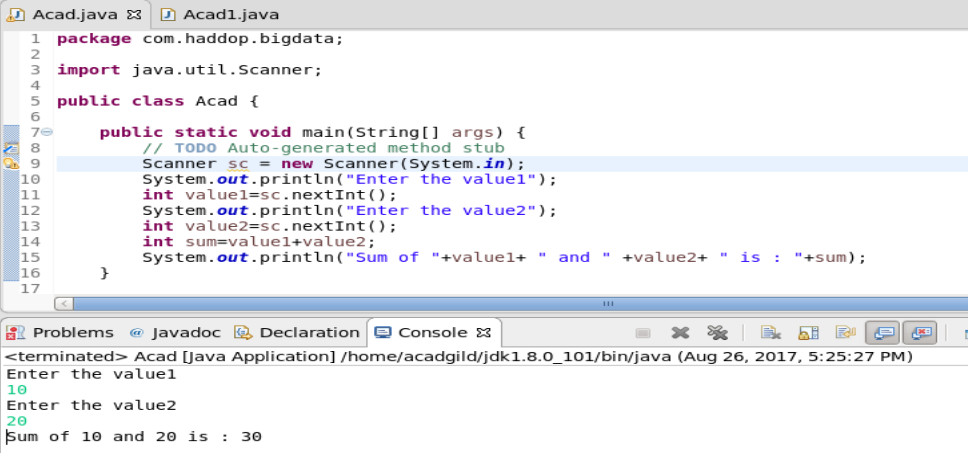 Acad.java Acad1.java
1 package com.haddop.bigdata;
2
3 import java.util.Scanner;
4
5 public class Acad {
6
7 public static void main(String[] args) {
8 // TODO Auto-generated method stub
9 Scanner sc = new Scanner(System.in);
10 System.out.println("Enter the value1");
11 int value1=sc.nextInt();
12 System.out.println("Enter the value2");
13 int value2=sc.nextInt();
14 int sum=value1+value2;
15 System.out.println("Sum of "+value1+ " and " +value2+ " is : "+sum);
16 }
17
Problems @ Javadoc Declaration Console
<terminated> Acad [Java Application] /home/acadgild/jdk1.8.0_101/bin/java (Aug 26, 2017, 5:25:27 PM)
Enter the value1
10
Enter the value2
20
Sum of 10 and 20 is : 30